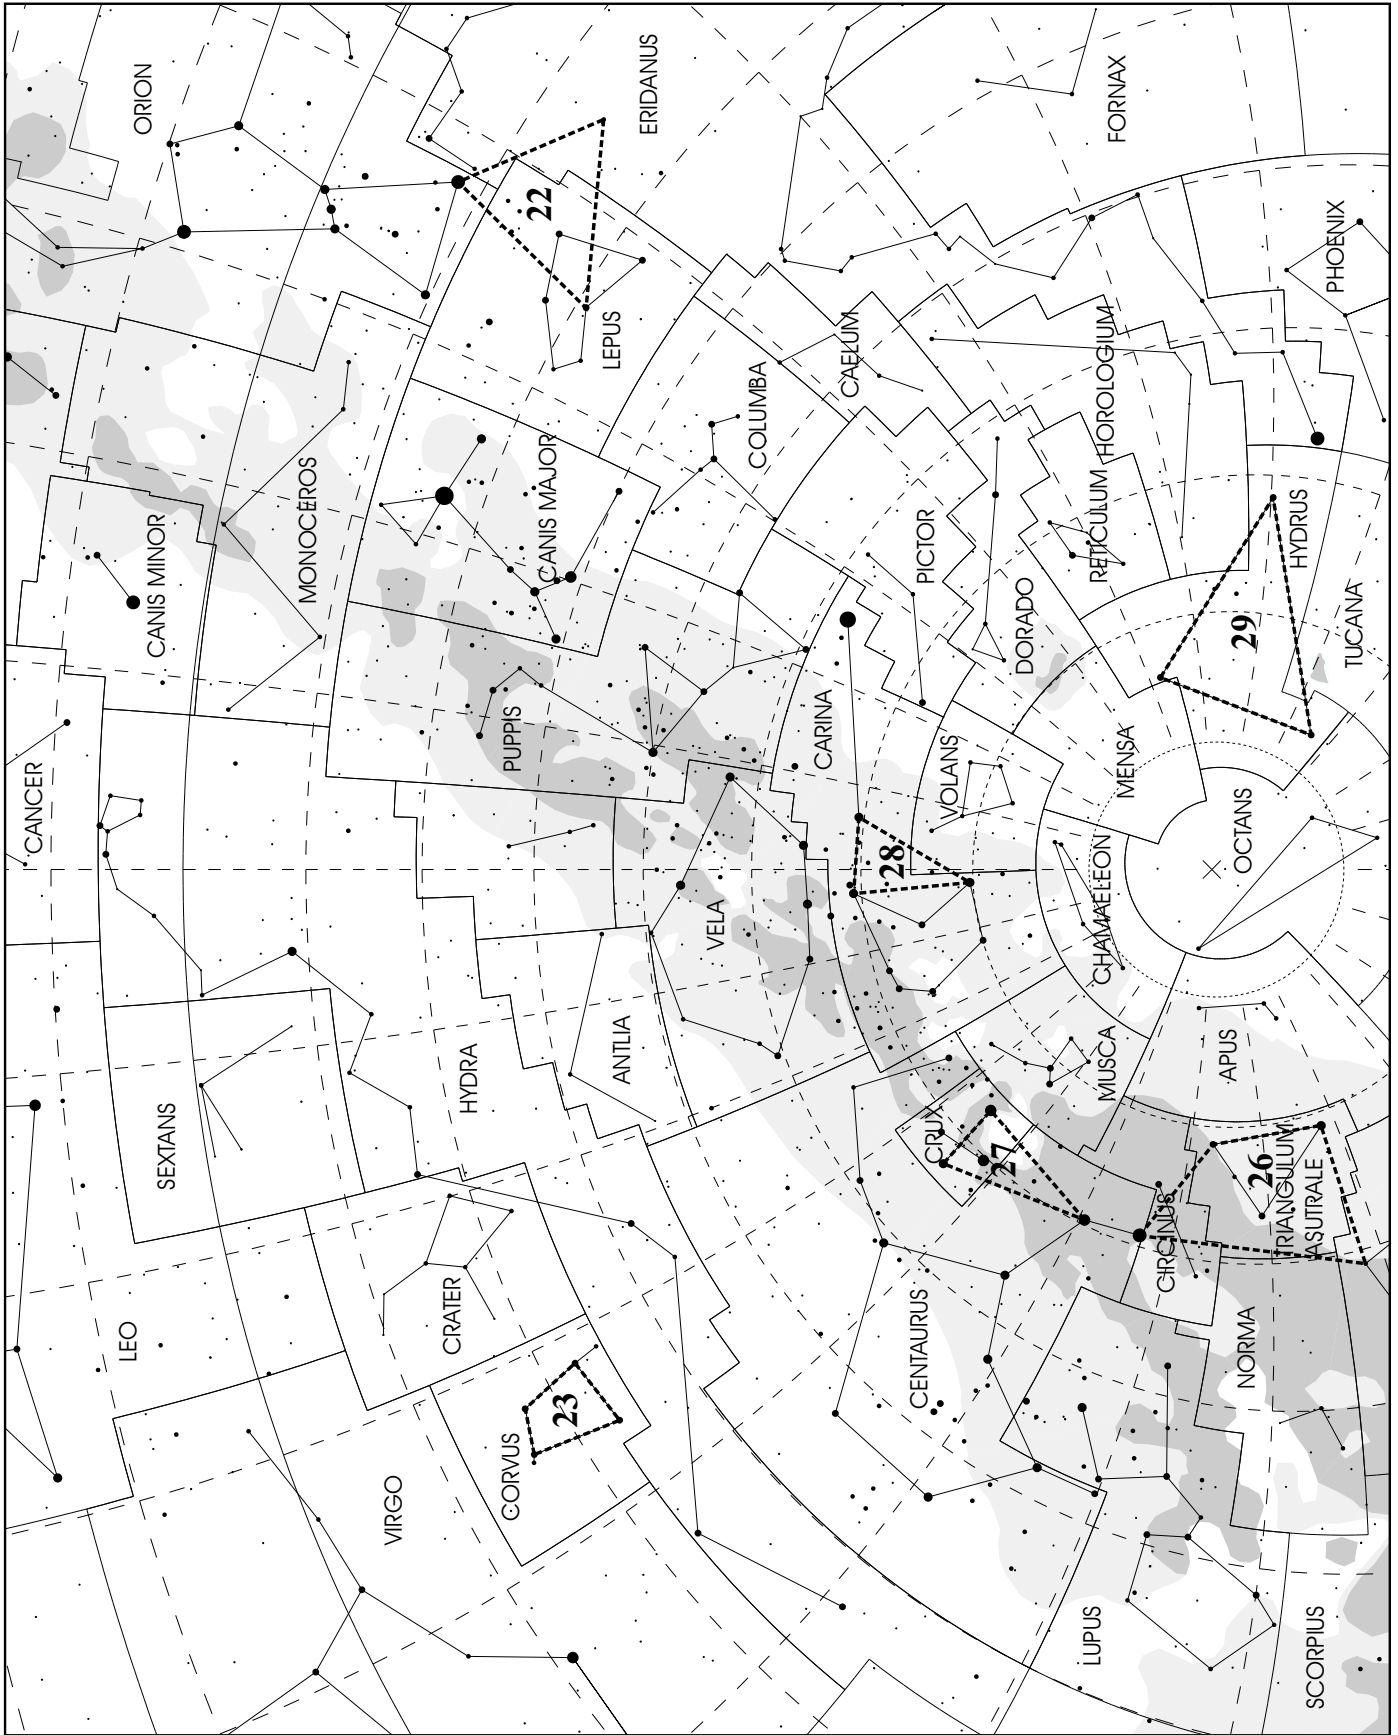 ORION
ERIDANUS
FORNAX
22
PHOENIX
LEPUS
CAELUM
HOROLOGIUM
COLUMBA
MONOCEROS
CANIS MAJOR
CANIS MINOR
PICTOR
RETICULUM
HYDRUS
DORADO
29
TUCANA
PUPPIS
CARINA
VOLANS
MENSA
CANCER
28
OCTANS
VELA
CHAMAELEON
HYDRA
ANTLIA
MUSCA
APUS
SEXTANS
CRUX
27
26
TRIANGULUM
ASUTRALE
CIRCINUS
LEO
CRATER
CENTAURUS
NORMA
23
CORVUS
VIRGO
LUPUS
SCORPIUS